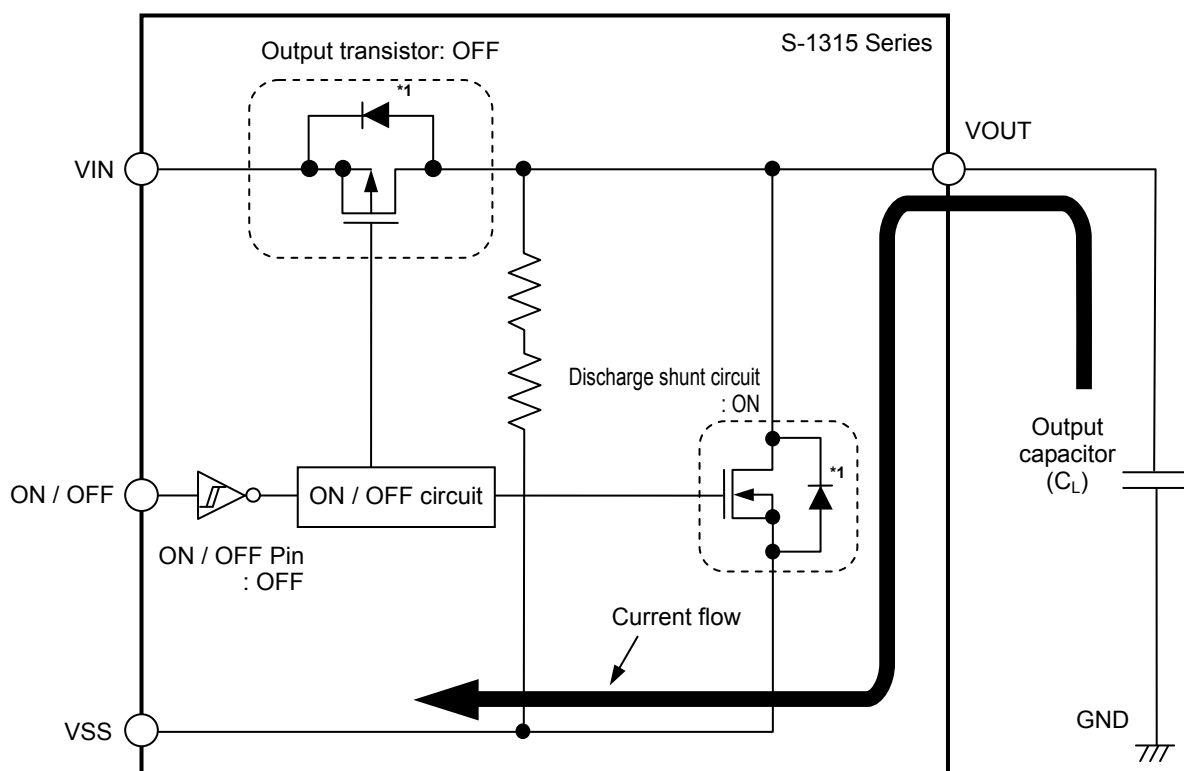 S-1315 Series
Output transistor: OFF
*1
VOUT
VIN
Discharge shunt circuit
: ON
*1
Output
capacitor
(CL)
ON / OFF
ON / OFF circuit
ON / OFF Pin
: OFF
Current flow
GND
VSS